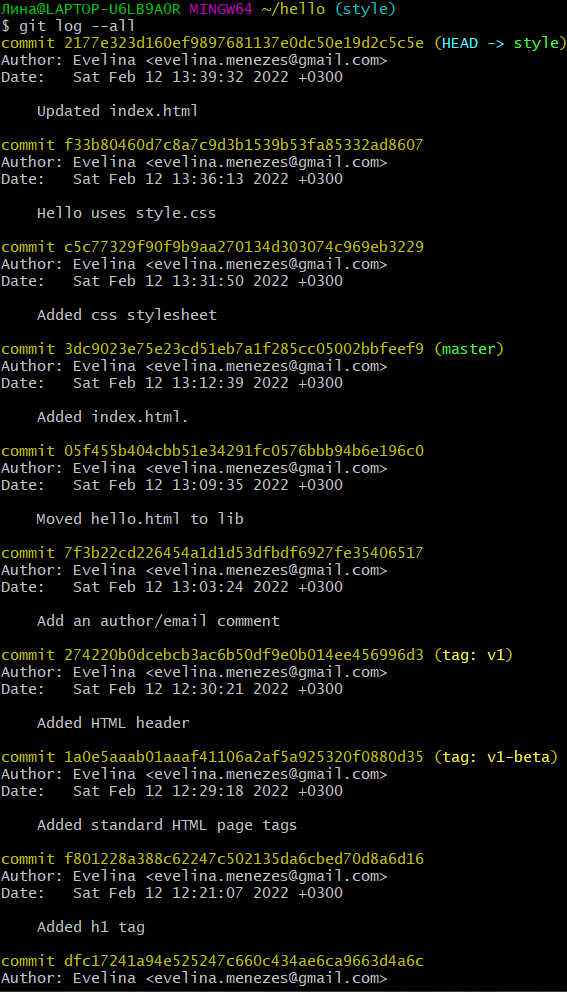 Лина@LAPTOP-U6LB9AOR MINGW64 ~/hello (style)
$ git log --all
commit 2177e323d160ef9897681137e0dc50e19d2c5c5e (HEAD -> style)
Author: Evelina <evelina.menezes@gmail.com>
Date:   Sat Feb 12 13:39:32 2022 +0300
    Updated index.html
commit f33b80460d7c8a7c9d3b1539b53fa85332ad8607
Author: Evelina <evelina.menezes@gmail.com>
Date:   Sat Feb 12 13:36:13 2022 +0300
    Hello uses style.css
commit c5c77329f90f9b9aa270134d303074c969eb3229
Author: Evelina <evelina.menezes@gmail.com>
Date:   Sat Feb 12 13:31:50 2022 +0300
    Added css stylesheet
commit 3dc9023e75e23cd51eb7a1f285cc05002bbfeef9 (master)
Author: Evelina <evelina.menezes@gmail.com>
Date:   Sat Feb 12 13:12:39 2022 +0300
    Added index.html.
commit 05f455b404cbb51e34291fc0576bbb94b6e196c0
Author: Evelina <evelina.menezes@gmail.com>
Date:   Sat Feb 12 13:09:35 2022 +0300
    Moved hello.html to lib
commit 7f3b22cd226454a1d1d53dfbdf6927fe35406517
Author: Evelina <evelina.menezes@gmail.com>
Date:   Sat Feb 12 13:03:24 2022 +0300
    Add an author/email comment
commit 274220b0dcebcb3ac6b50df9e0b014ee456996d3 (tag: v1)
Author: Evelina <evelina.menezes@gmail.com>
Date:   Sat Feb 12 12:30:21 2022 +0300
    Added HTML header
commit 1a0e5aaab01aaaf41106a2af5a925320f0880d35 (tag: v1-beta)
Author: Evelina <evelina.menezes@gmail.com>
Date:   Sat Feb 12 12:29:18 2022 +0300
    Added standard HTML page tags
commit f801228a388c62247c502135da6cbed70d8a6d16
Author: Evelina <evelina.menezes@gmail.com>
Date:   Sat Feb 12 12:21:07 2022 +0300
    Added h1 tag
commit dfc17241a94e525247c660c434ae6ca9663d4a6c
Author: Evelina <evelina.menezes@gmail.com>